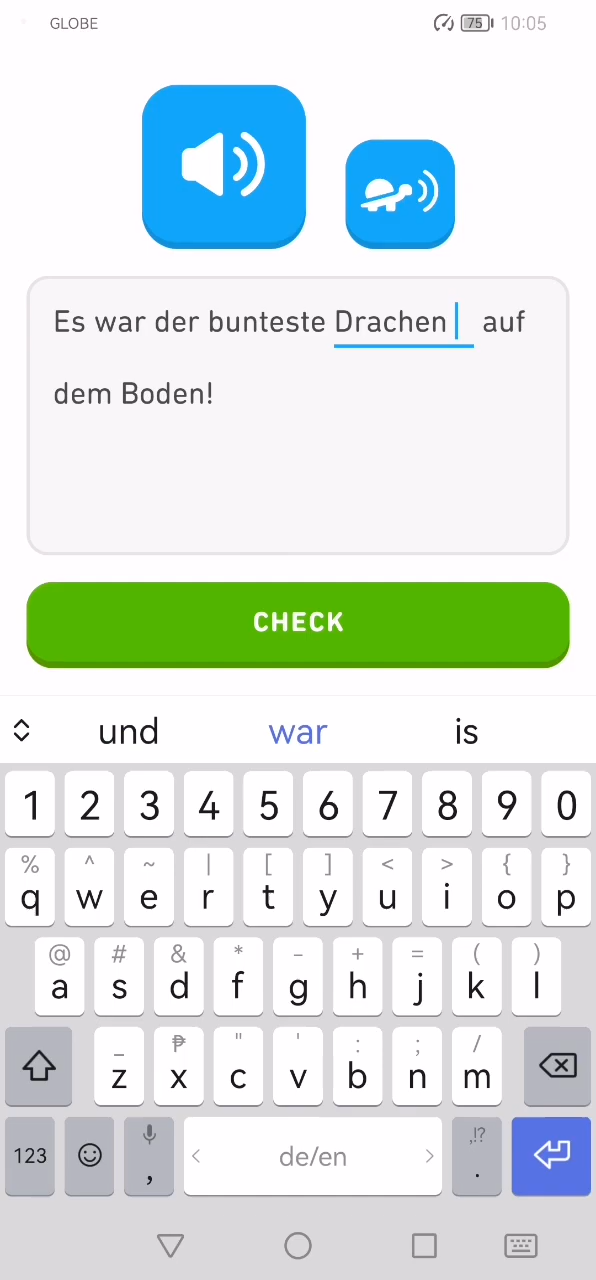 GLOBE 75 10:05
Es war der bunteste Drachen auf
dem Boden!
CHECK
und war is
1 2 3 4 5 6 7 8 9 0
% ^ ~ | [ ] < > { }
q w e r t y u i o p
@ # & * - + = ( )
a s d f g h j k l
_ ₱ " ' : ; /
z x c v b n m
123 , < de/en > ,!? .